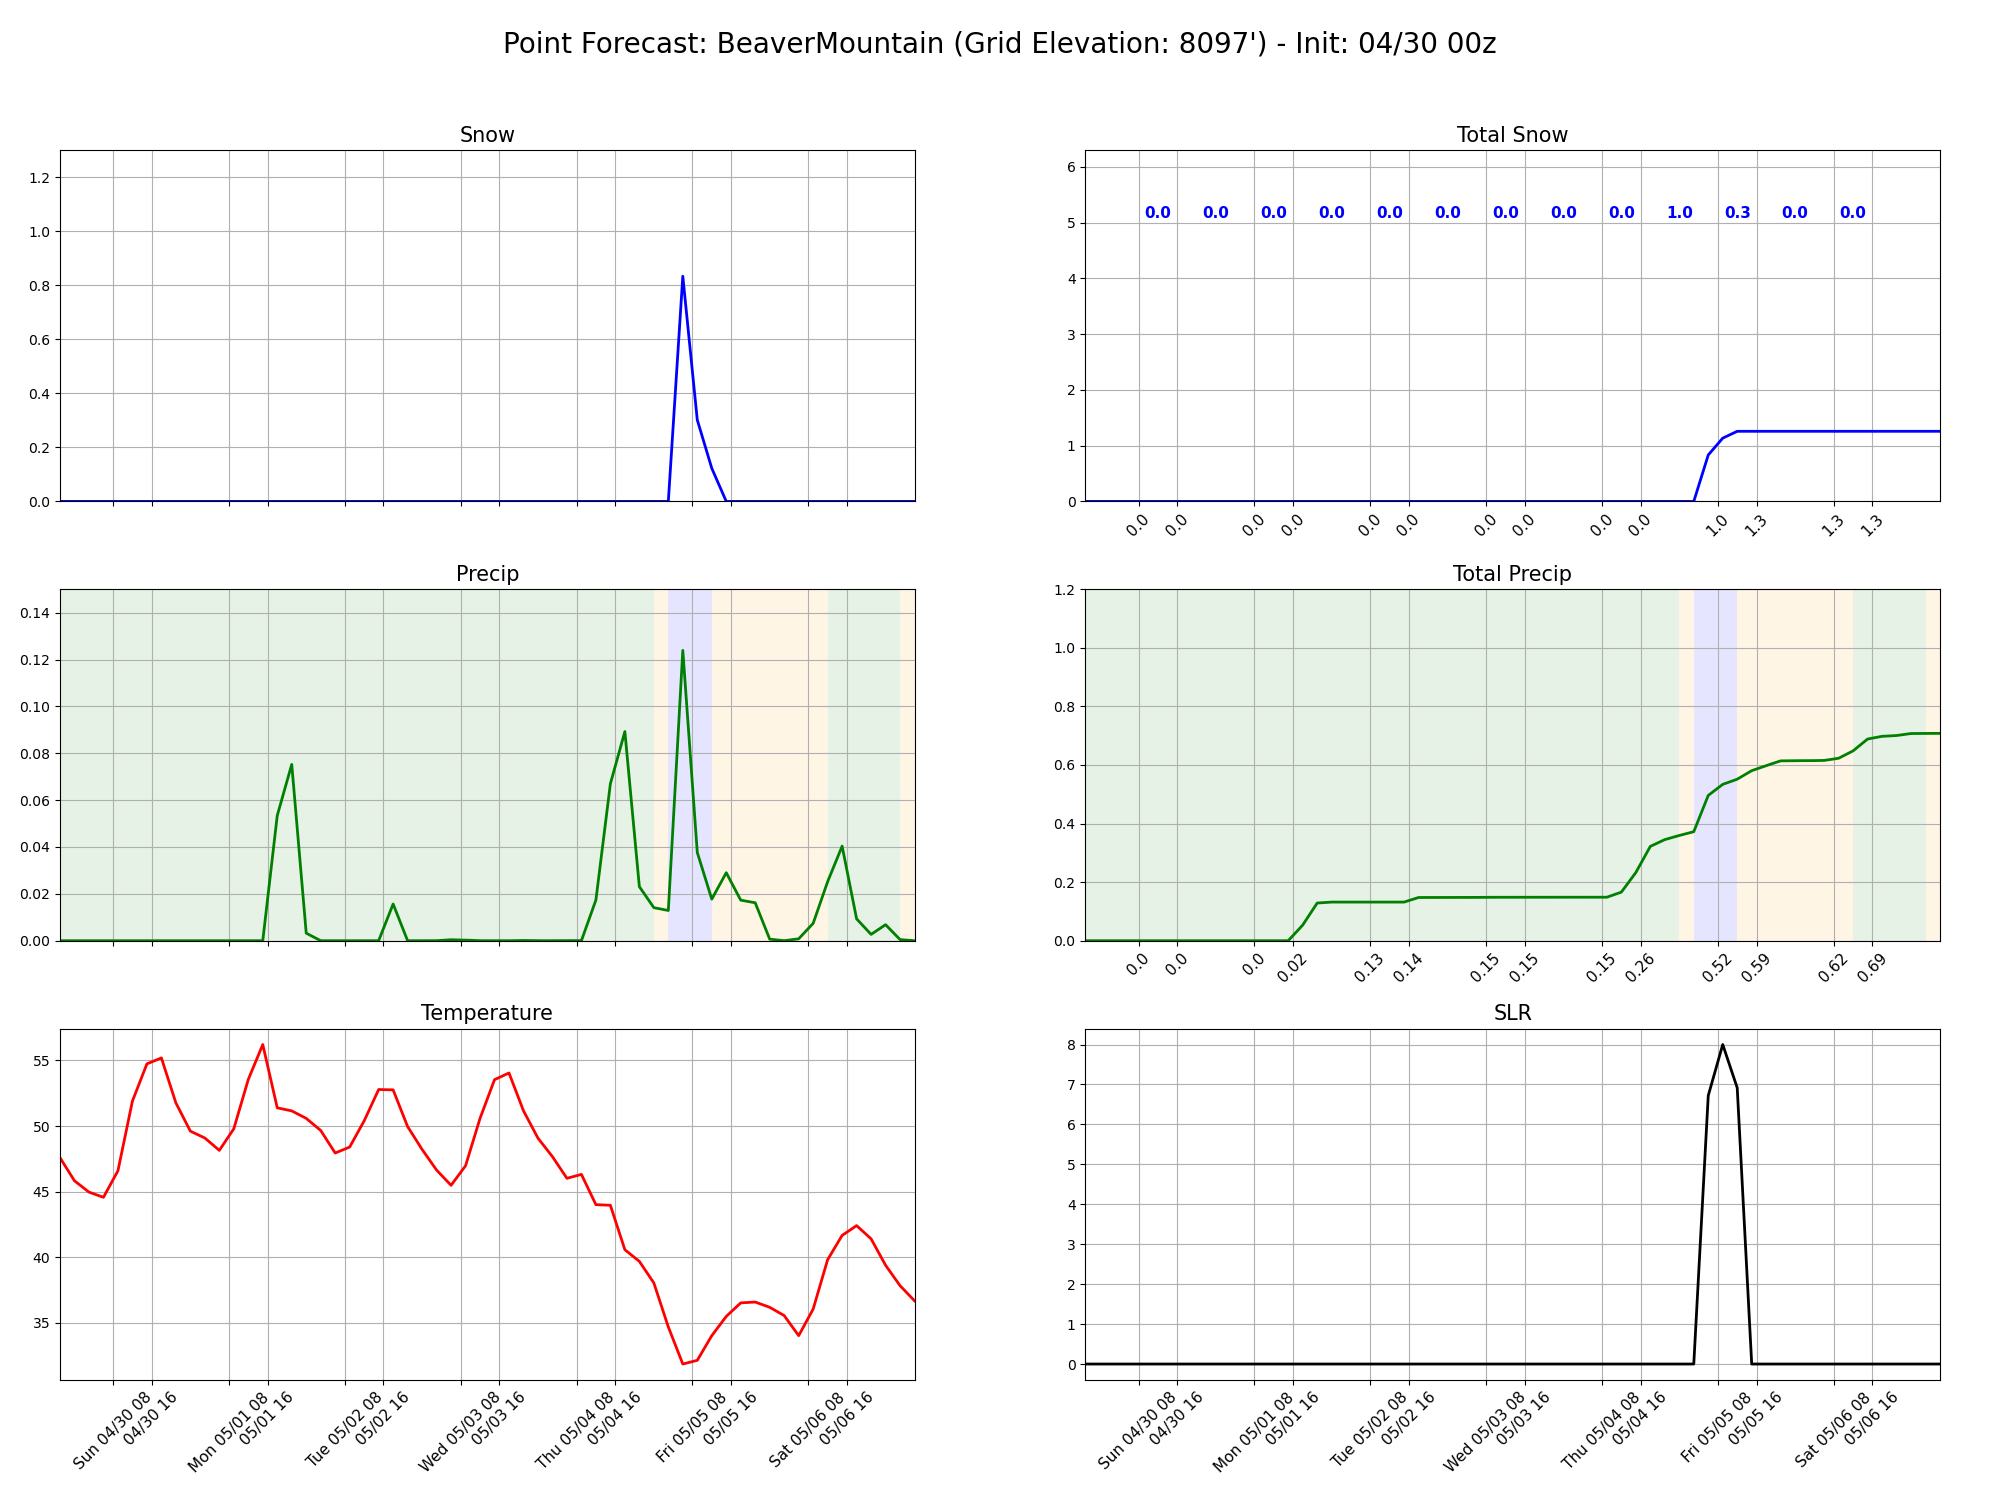 Point Forecast: BeaverMountain (Grid Elevation: 8097') - Init: 04/30 00z
Snow
1.2
1.0
0.8
0.6
0.4
0.2
0.0
Total Snow
6
5
4
3
2
1
0
0.0 0.0 0.0 0.0 0.0 0.0 0.0 0.0 0.0 1.0 0.3 0.0 0.0
0.0 0.0 0.0 0.0 0.0 0.0 0.0 0.0 0.0 0.0 1.0 1.3 1.3 1.3
Precip
0.14
0.12
0.10
0.08
0.06
0.04
0.02
0.00
Total Precip
1.2
1.0
0.8
0.6
0.4
0.2
0.0
0.0 0.0 0.0 0.02 0.13 0.14 0.15 0.15 0.15 0.26 0.52 0.59 0.62 0.69
Temperature
55
50
45
40
35
Sun 04/30 08
04/30 16
Mon 05/01 08
05/01 16
Tue 05/02 08
05/02 16
Wed 05/03 08
05/03 16
Thu 05/04 08
05/04 16
Fri 05/05 08
05/05 16
Sat 05/06 08
05/06 16
SLR
8
7
6
5
4
3
2
1
0
Sun 04/30 08
04/30 16
Mon 05/01 08
05/01 16
Tue 05/02 08
05/02 16
Wed 05/03 08
05/03 16
Thu 05/04 08
05/04 16
Fri 05/05 08
05/05 16
Sat 05/06 08
05/06 16